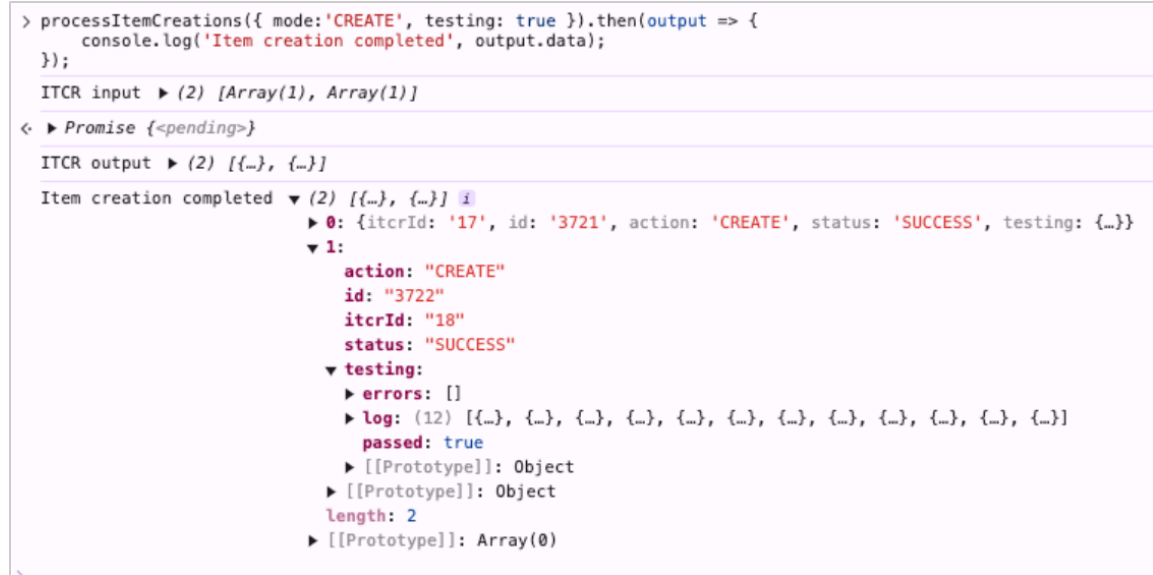 > processItemCreations({ mode:'CREATE', testing: true }).then(output => {
console.log('Item creation completed', output.data);
});
ITCR input ▶ (2) [Array(1), Array(1)]
<· ▶ Promise {<pending>}
ITCR output ▶ (2) [{…}, {…}]
Item creation completed ▼ (2) [{…}, {…}] i
▶ 0: {itcrId: '17', id: '3721', action: 'CREATE', status: 'SUCCESS', testing: {…}}
▼ 1:
action: "CREATE"
id: "3722"
itcrId: "18"
status: "SUCCESS"
▼ testing:
▶ errors: []
▶ log: (12) [{…}, {…}, {…}, {…}, {…}, {…}, {…}, {…}, {…}, {…}, {…}, {…}]
passed: true
▶ [[Prototype]]: Object
▶ [[Prototype]]: Object
length: 2
▶ [[Prototype]]: Array(0)